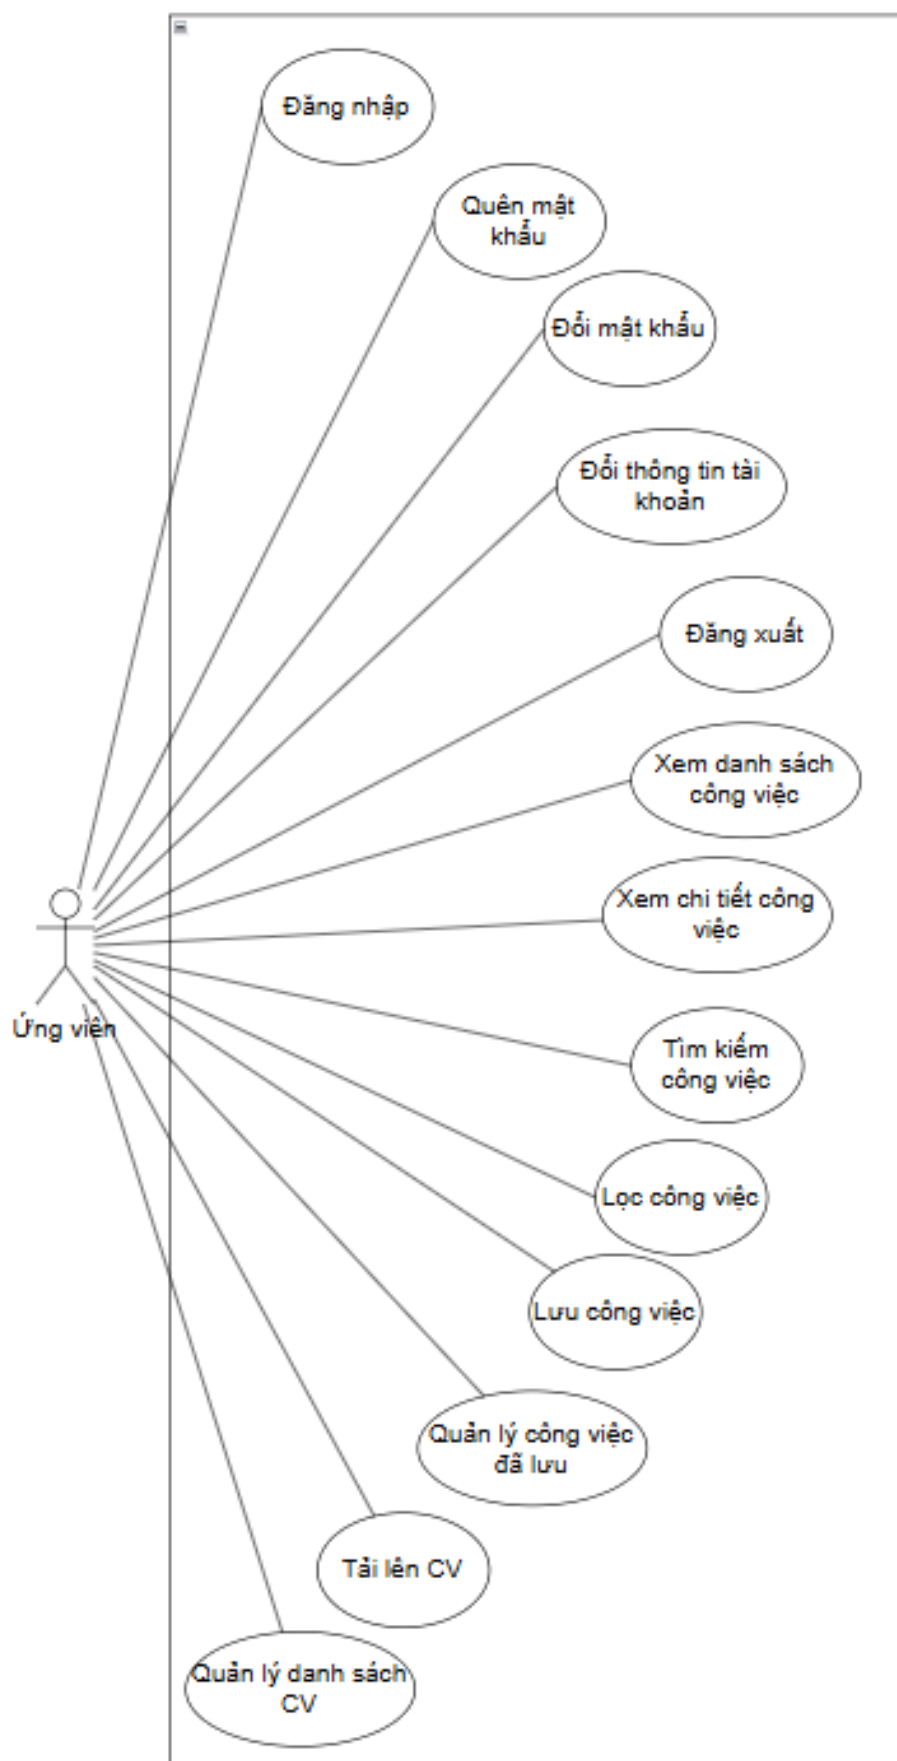 Đăng nhập
Quên mật
khẩu
Đổi mật khẩu
Đổi thông tin tài
khoản
Đăng xuất
Xem danh sách
công việc
Xem chi tiết công
việc
Ứng viên
Tìm kiếm
công việc
Lọc công việc
Lưu công việc
Quản lý công việc
đã lưu
Tải lên CV
Quản lý danh sách
CV